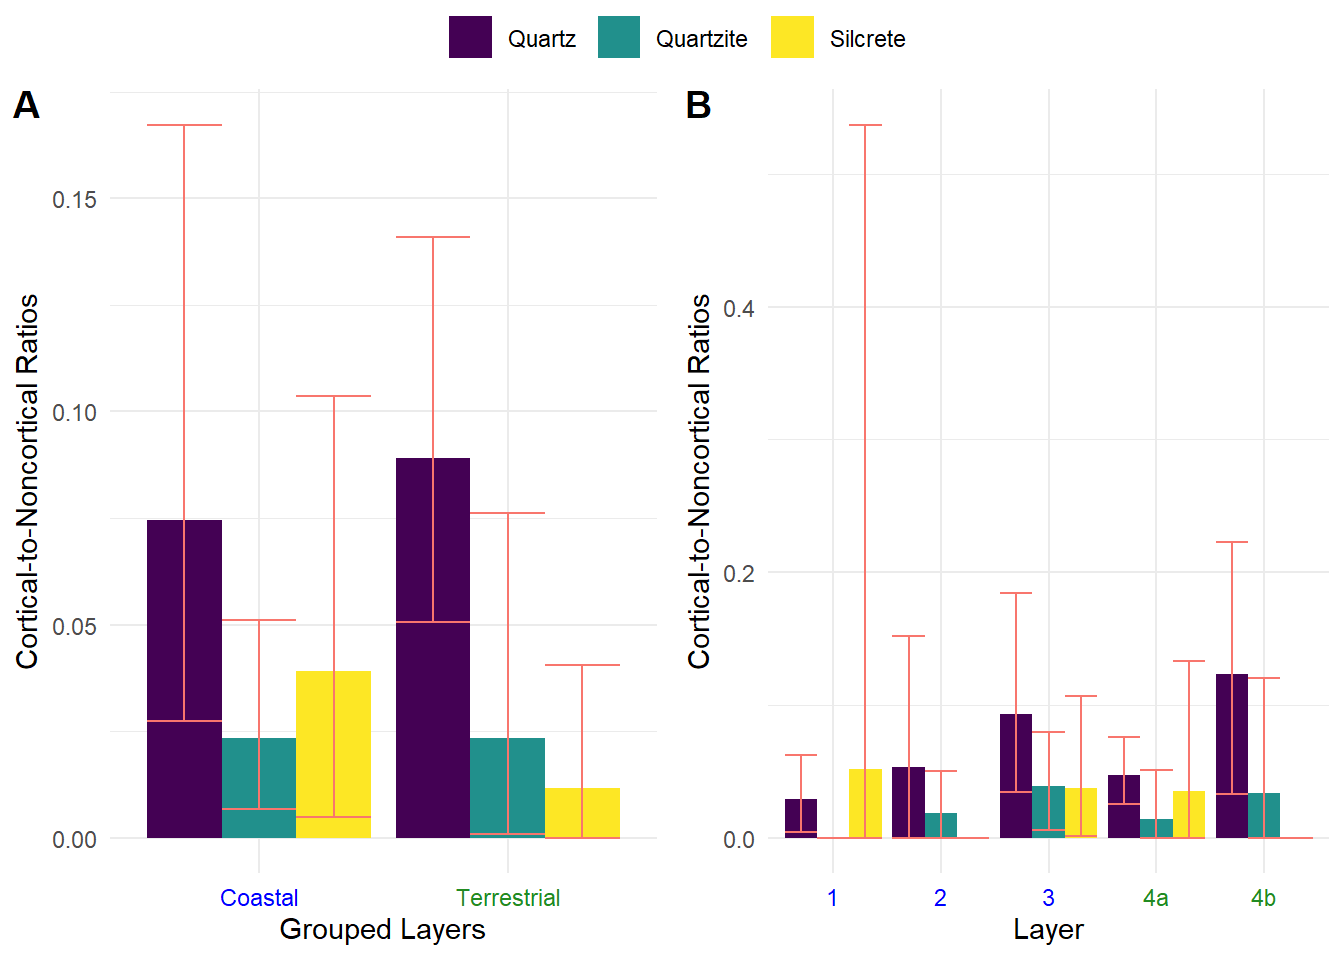 Quartz Quartzite Silcrete
A
Cortical-to-Noncortical Ratios
0.15
0.10
0.05
0.00
Coastal Terrestrial
Grouped Layers
B
Cortical-to-Noncortical Ratios
0.4
0.2
0.0
1 2 3 4a 4b
Layer